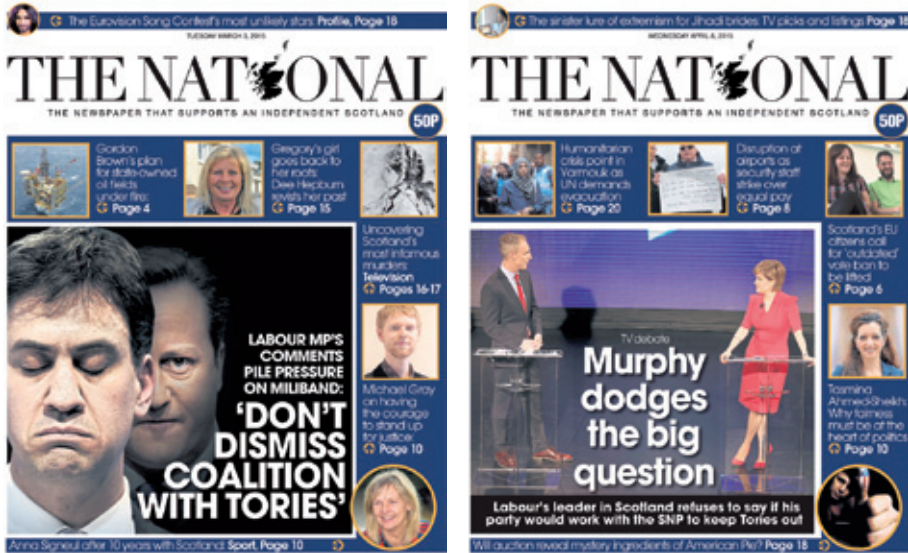 The Eurovision Song Contest's most unlikely stars: Profile, Page 18
TUESDAY MARCH 3, 2015
THE NATIONAL
THE NEWSPAPER THAT SUPPORTS AN INDEPENDENT SCOTLAND
50P
Gordon
Brown's plan
for state-owned
oil fields
under fire:
Page 4
Gregory's girl
goes back to
her roots:
Dee Hepburn
revisits her past
Page 15
Uncovering
Scotland's
most infamous
murders:
Television
Pages 16-17
LABOUR MP'S
COMMENTS
PILE PRESSURE
ON MILIBAND:
'DON'T
DISMISS
COALITION
WITH TORIES'
Michael Gray
on having
the courage
to stand up
for justice:
Page 10
Anna Signeul after 10 years with Scotland: Sport, Page 10
The sinister lure of extremism for Jihadi brides: TV picks and listings Page 18
WEDNESDAY APRIL 8, 2015
THE NATIONAL
THE NEWSPAPER THAT SUPPORTS AN INDEPENDENT SCOTLAND
50P
Humanitarian
crisis point in
Yarmouk as
UN demands
evacuation
Page 20
Disruption at
airports as
security staff
strike over
equal pay
Page 8
Scotland's EU
citizens call
for 'outdated'
vote ban to
be lifted
Page 6
TV debate
Murphy
dodges
the big
question
Labour's leader in Scotland refuses to say if his
party would work with the SNP to keep Tories out
Tasmina
Ahmed-Sheikh:
Why fairness
must be at the
heart of politics
Page 10
Will auction reveal mystery ingredients of American Pie? Page 18